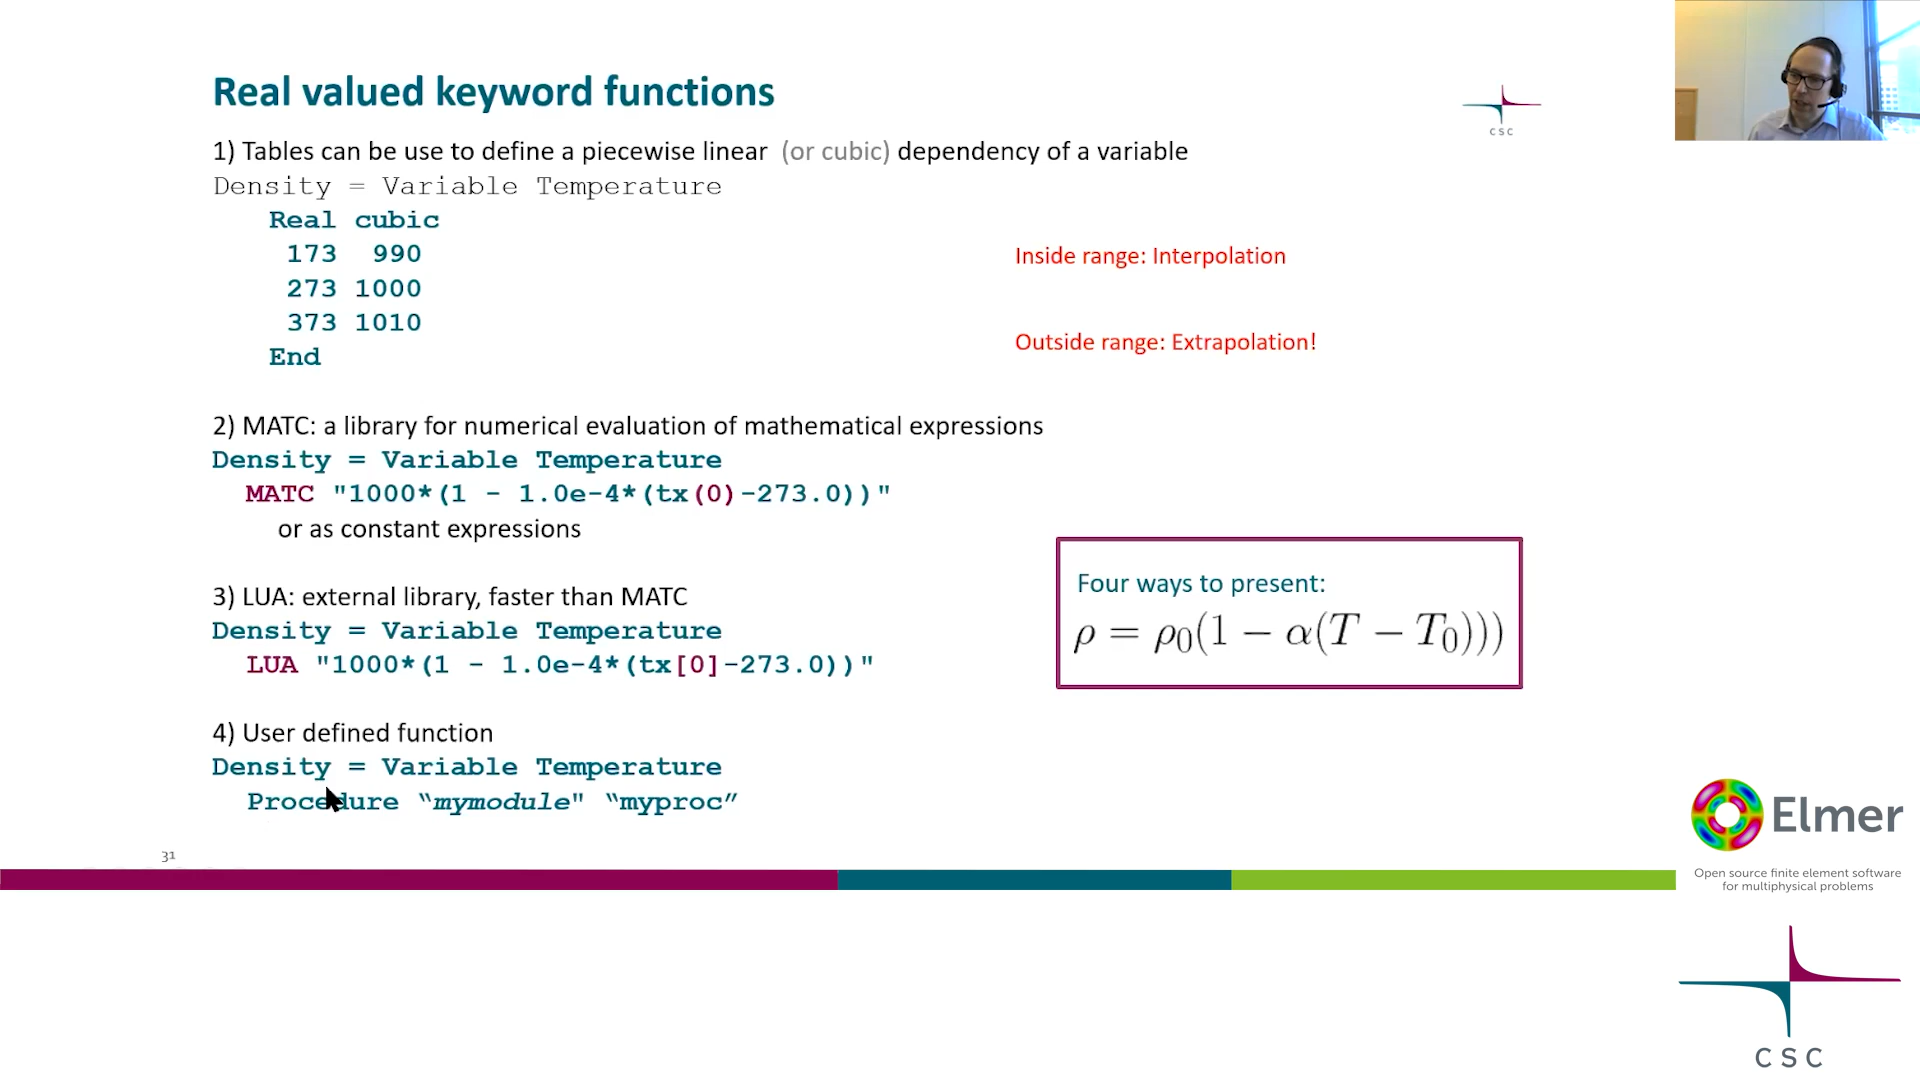 Real valued keyword functions
CSC
1) Tables can be use to define a piecewise linear (or cubic) dependency of a variable
Density = Variable Temperature
Real cubic
173 990
273 1000
373 1010
End
Inside range: Interpolation
Outside range: Extrapolation!
2) MATC: a library for numerical evaluation of mathematical expressions
Density = Variable Temperature
MATC "1000*(1 - 1.0e-4*(tx(0)-273.0))"
or as constant expressions
3) LUA: external library, faster than MATC
Density = Variable Temperature
LUA "1000*(1 - 1.0e-4*(tx[0]-273.0))"
Four ways to present:
ρ = ρ₀(1 − α(T − T₀)))
4) User defined function
Density = Variable Temperature
Procedure “mymodule" “myproc”
31
Elmer
Open source finite element software
for multiphysical problems
CSC